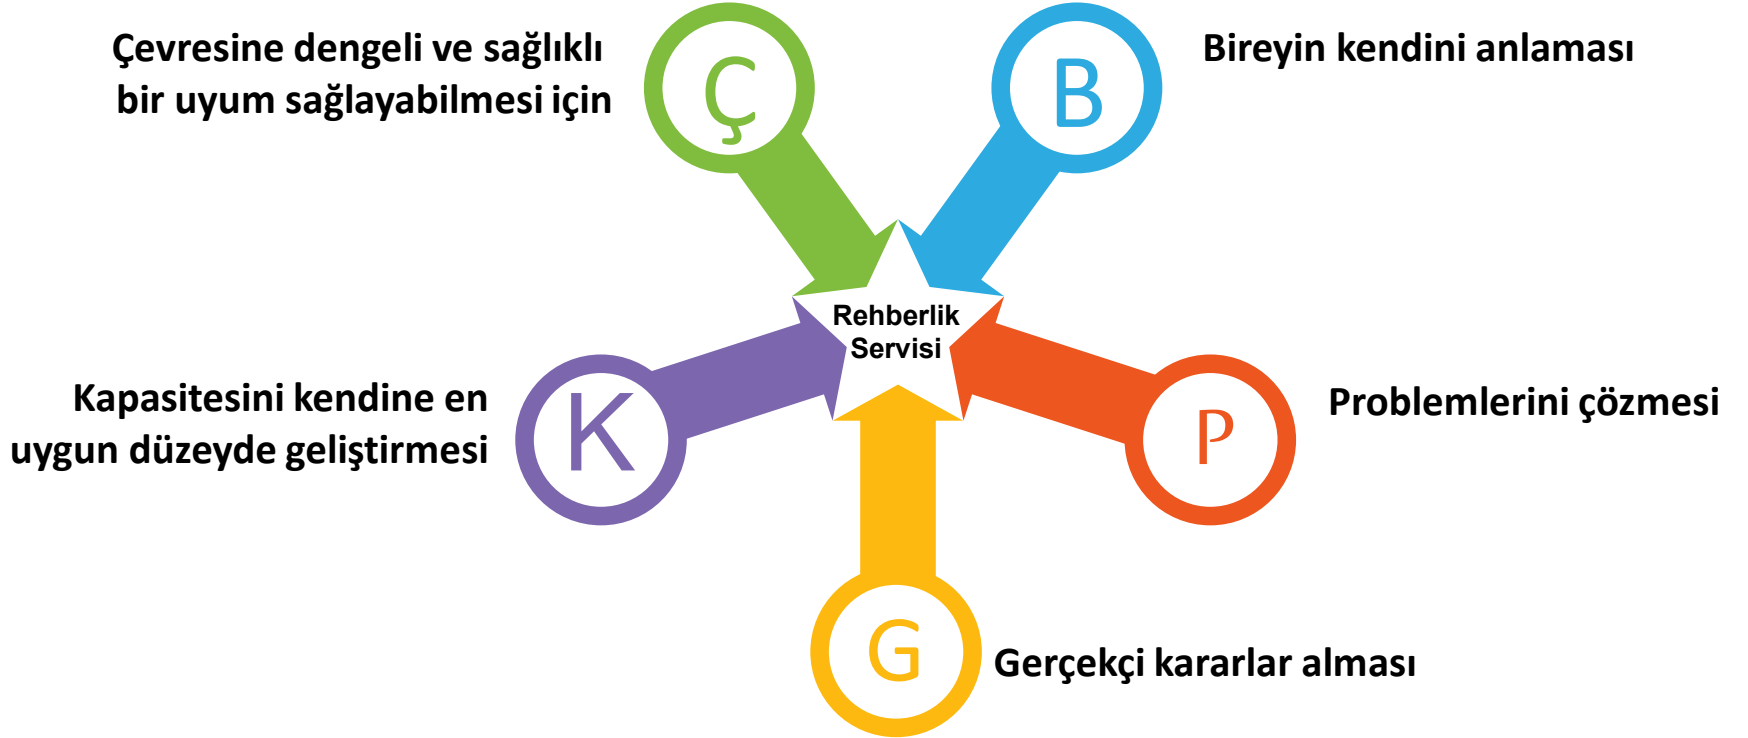 Çevresine dengeli ve sağlıklı
bir uyum sağlayabilmesi için
Ç
B
Bireyin kendini anlaması
Rehberlik
Servisi
Kapasitesini kendine en
uygun düzeyde geliştirmesi
K
P
Problemlerini çözmesi
G
Gerçekçi kararlar alması